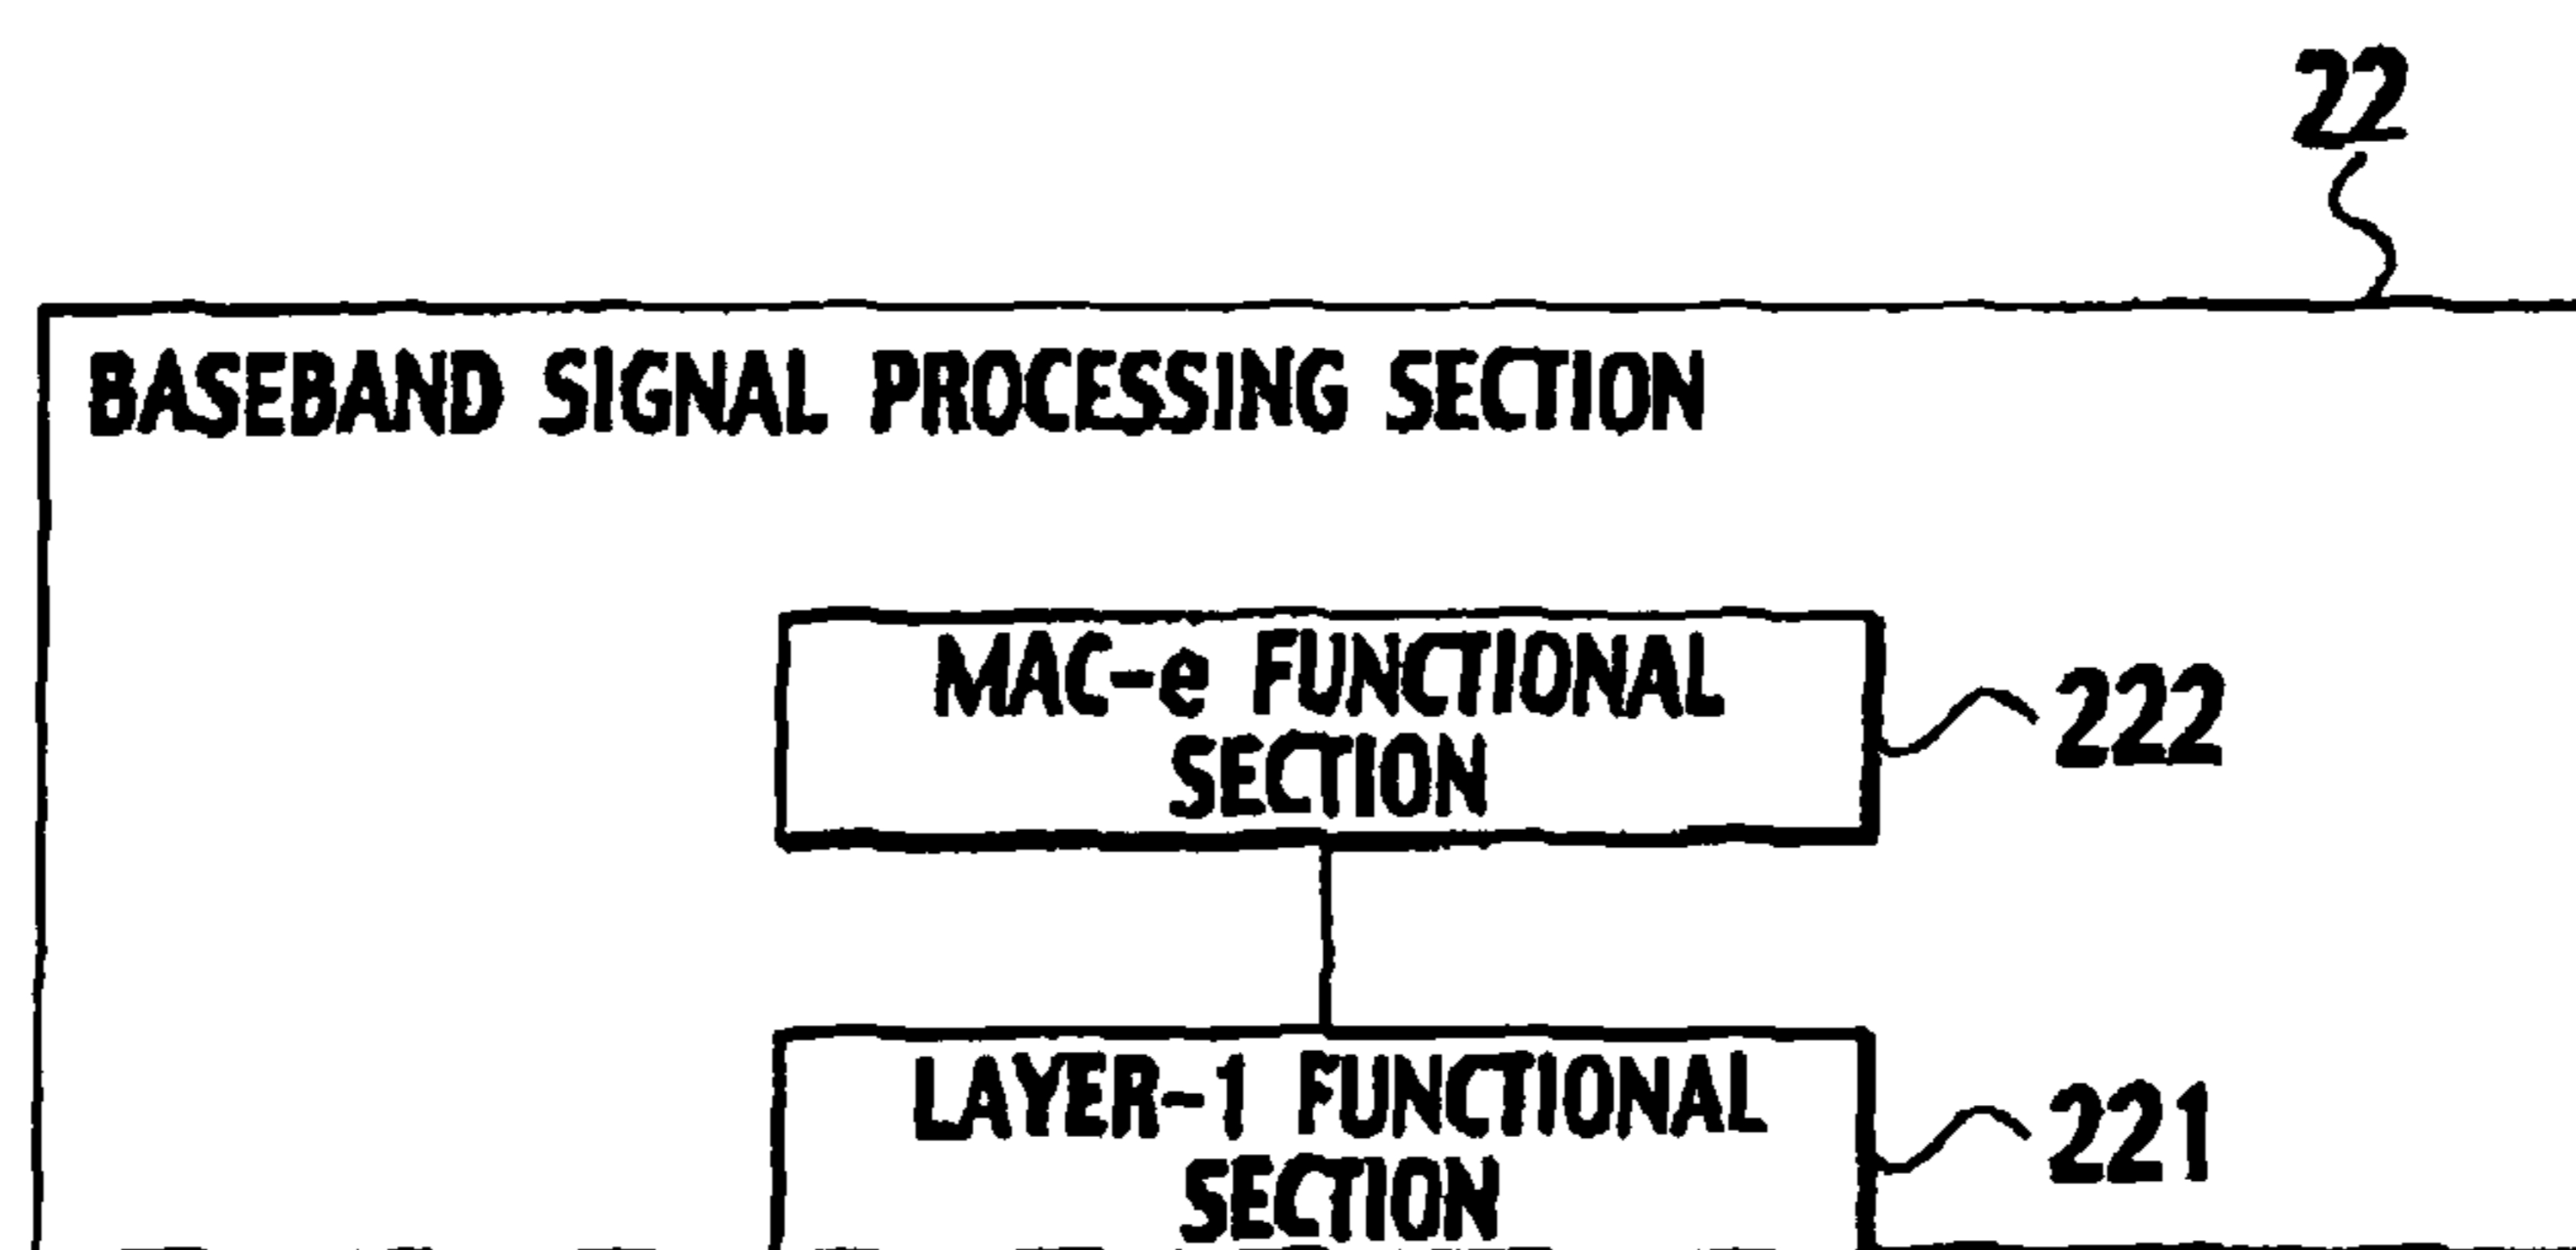 22
BASEBAND SIGNAL PROCESSING SECTION
MAC-e FUNCTIONAL
SECTION
222
LAYER-1 FUNCTIONAL
SECTION
221